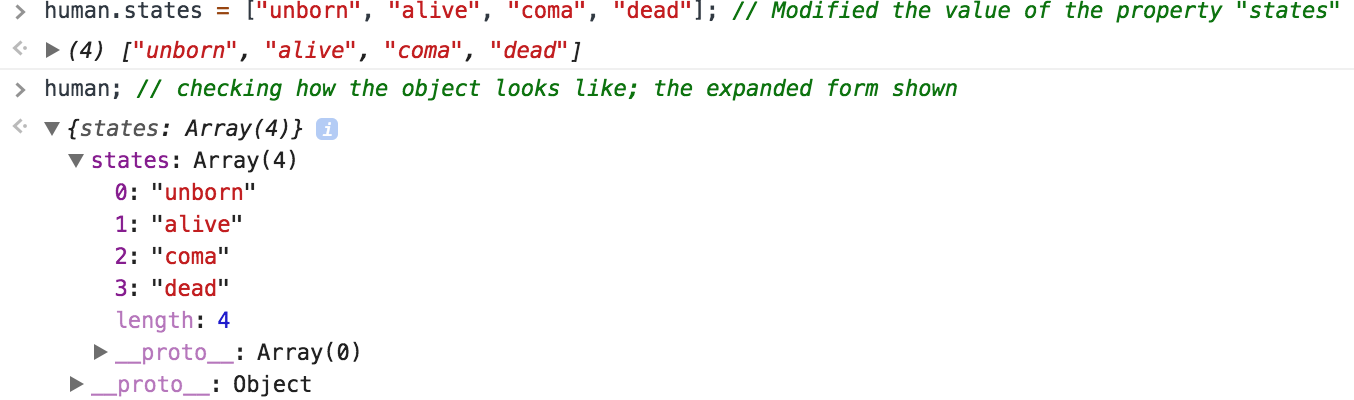 > human.states = ["unborn", "alive", "coma", "dead"]; // Modified the value of the property "states"
(4) ["unborn", "alive", "coma", "dead"]
> human; // checking how the object looks like; the expanded form shown
{states: Array(4)} i
states: Array(4)
0: "unborn"
1: "alive"
2: "coma"
3: "dead"
length: 4
__proto__: Array(0)
__proto__: Object